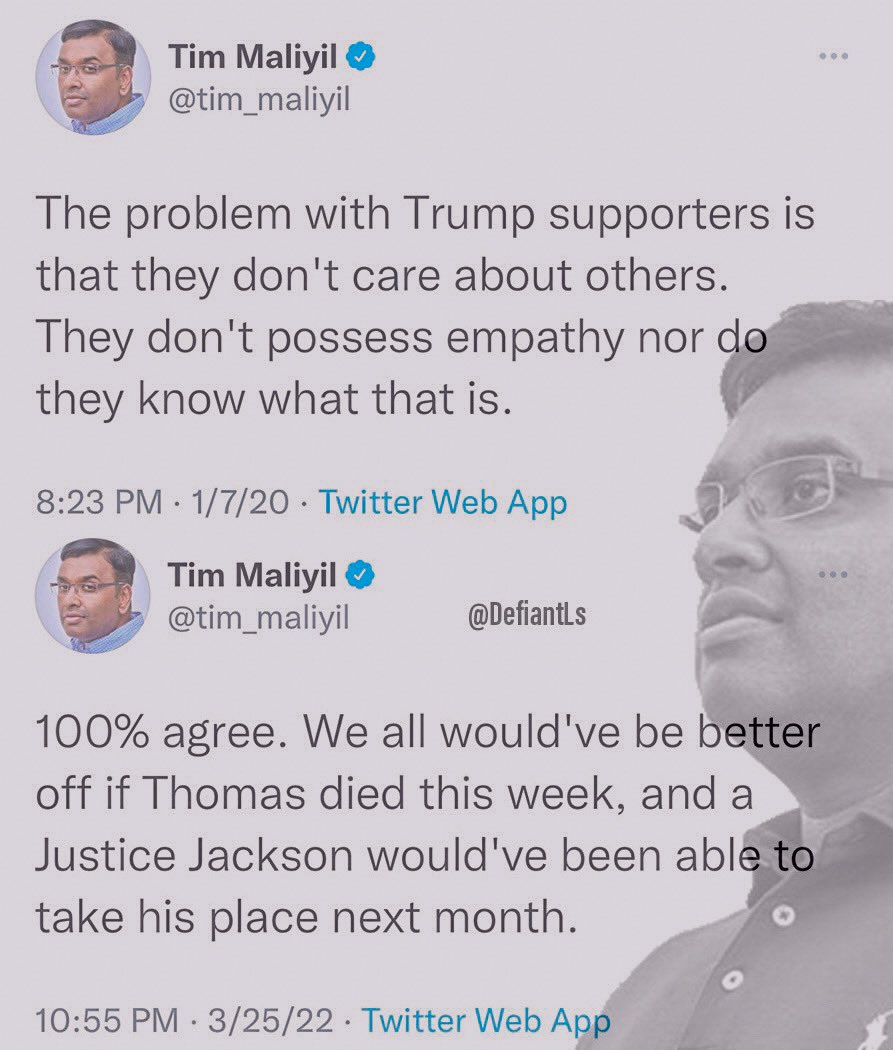 Tim Maliyil
@tim_maliyil
The problem with Trump supporters is
that they don't care about others.
They don't possess empathy nor do
they know what that is.
8:23 PM · 1/7/20 · Twitter Web App
Tim Maliyil
@tim_maliyil
@DefiantLs
100% agree. We all would've be better
off if Thomas died this week, and a
Justice Jackson would've been able to
take his place next month.
10:55 PM · 3/25/22 · Twitter Web App